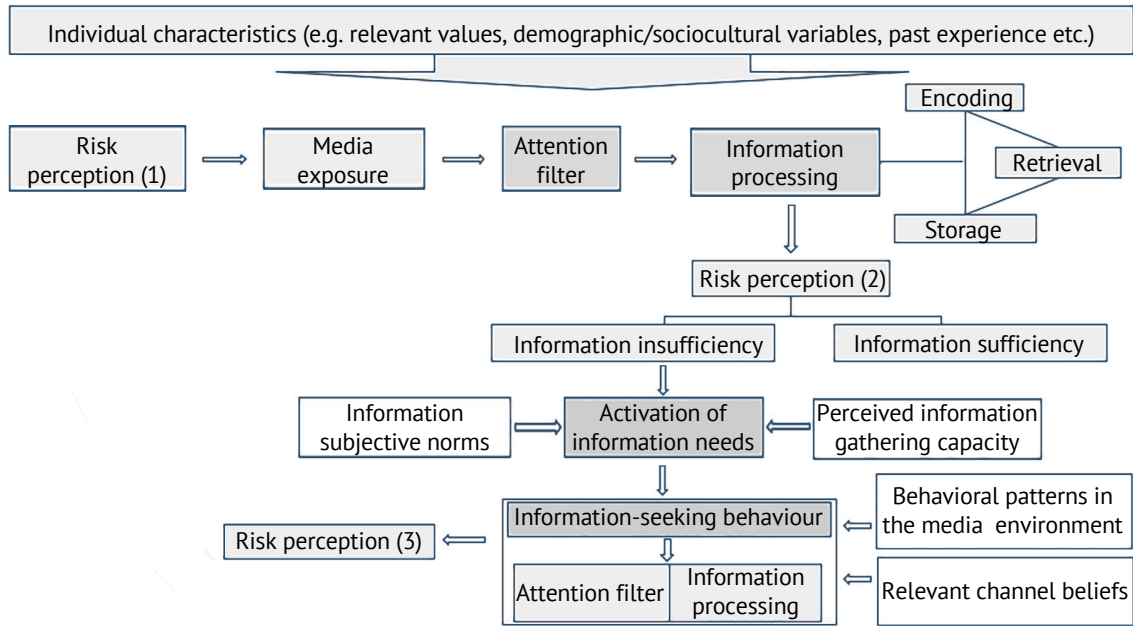 Individual characteristics (e.g. relevant values, demographic/sociocultural variables, past experience etc.)
Encoding
Risk
perception (1)
Media
exposure
Attention
filter
Information
processing
Retrieval
Storage
Risk perception (2)
Information insufficiency
Information sufficiency
Information
subjective norms
Activation of
information needs
Perceived information
gathering capacity
Information-seeking behaviour
Behavioral patterns in
the media environment
Risk perception (3)
Attention filter
Information
processing
Relevant channel beliefs